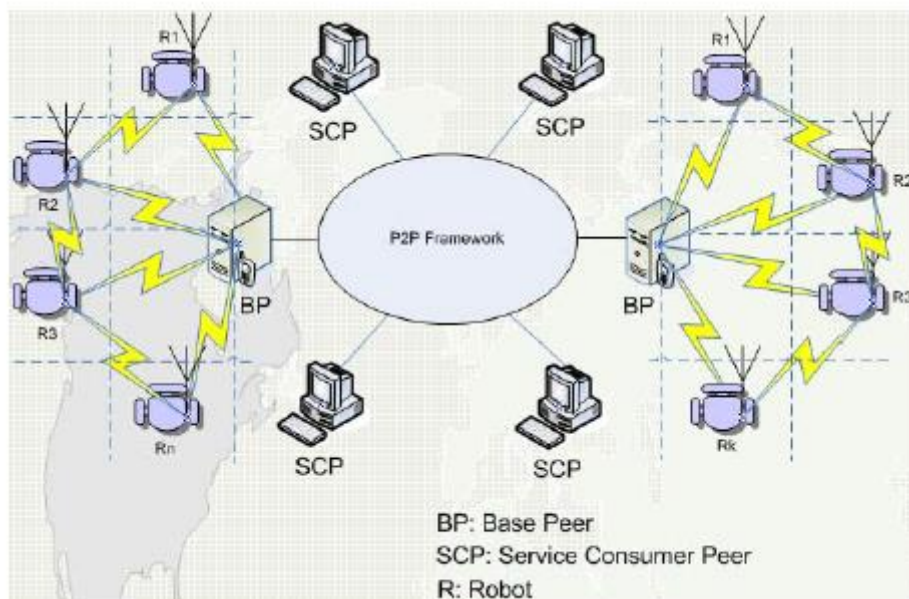 R1
R1
SCP
SCP
R2
R2
P2P Framework
BP
BP
R3
R3
Rn
Rk
SCP
SCP
BP: Base Peer
SCP: Service Consumer Peer
R: Robot